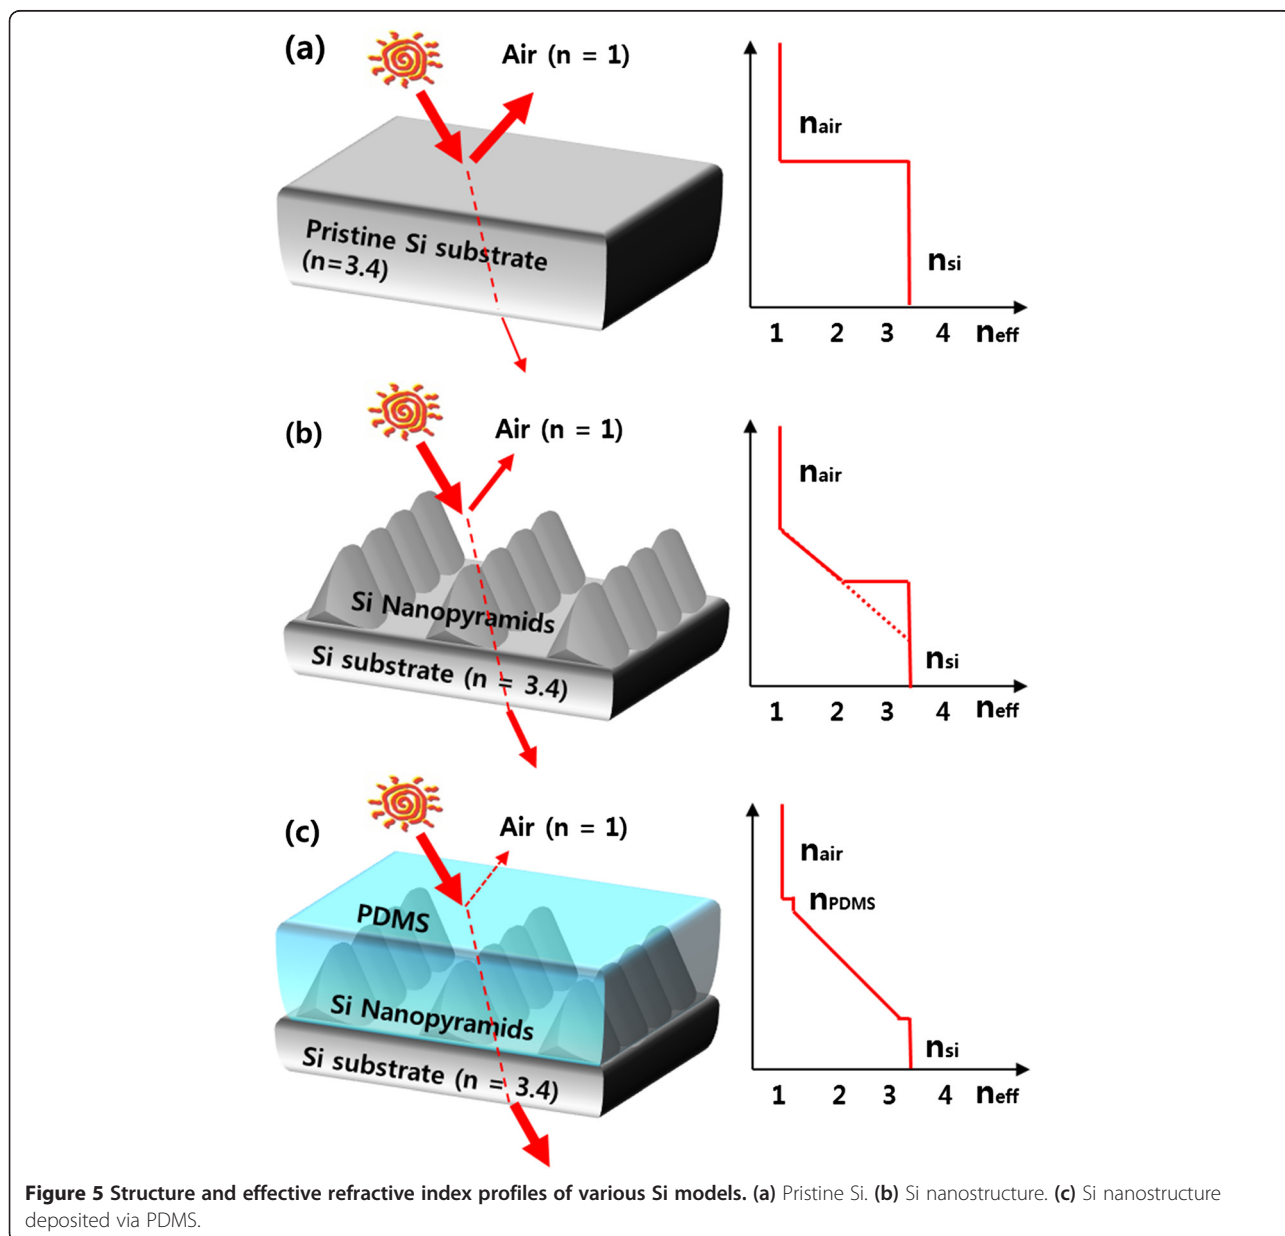 (a)
Air (n = 1)
Pristine Si substrate
(n=3.4)
nair
nsi
1 2 3 4 neff
(b)
Air (n = 1)
Si Nanopyramids
Si substrate (n = 3.4)
nair
nsi
1 2 3 4 neff
(c)
Air (n = 1)
PDMS
Si Nanopyramids
Si substrate (n = 3.4)
nair
nPDMS
nsi
1 2 3 4 neff
Figure 5 Structure and effective refractive index profiles of various Si models. (a) Pristine Si. (b) Si nanostructure. (c) Si nanostructure
deposited via PDMS.